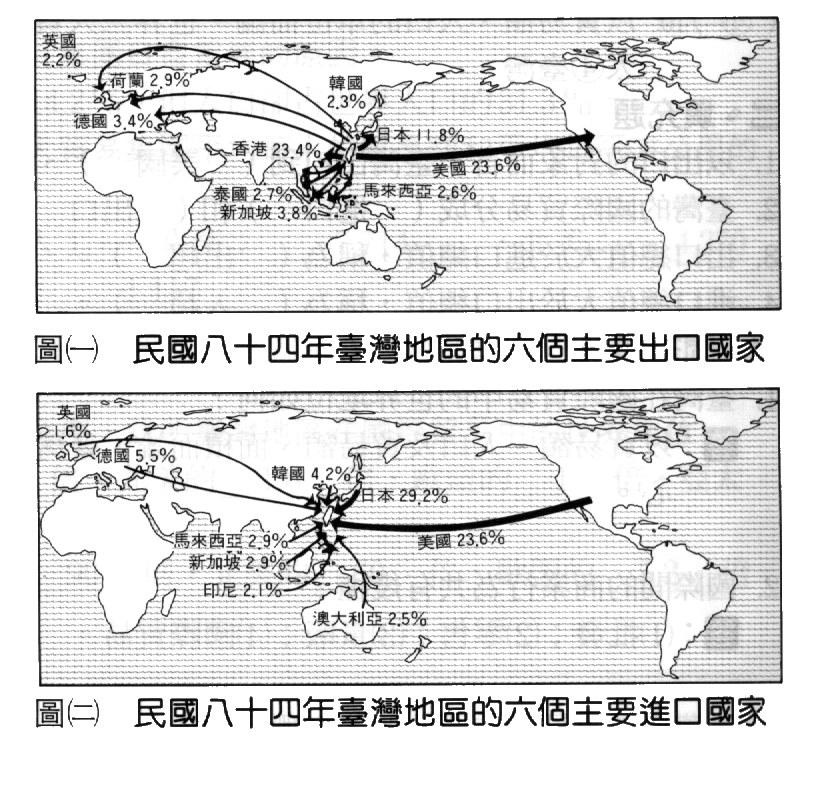 英國
2.2%
荷蘭 2.9%
德國 3.4%
韓國
2.3%
日本 11.8%
香港 23.4%
美國 23.6%
泰國 2.7%
馬來西亞 2.6%
新加坡 3.8%
圖㈠ 民國八十四年臺灣地區的六個主要出口國家
英國
1.6%
德國 5.5%
韓國 4.2%
日本 29.2%
馬來西亞 2.9%
美國 23.6%
新加坡 2.9%
印尼 2.1%
澳大利亞 2.5%
圖㈡ 民國八十四年臺灣地區的六個主要進口國家